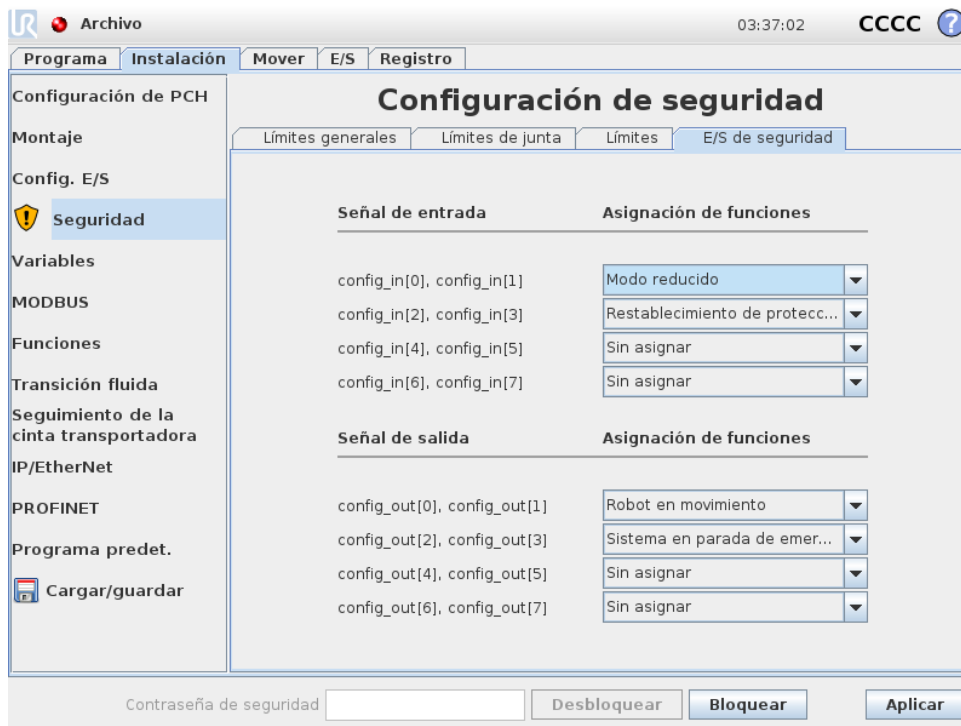 UR Archivo 03:37:02 CCCC ?
Programa Instalación Mover E/S Registro
Configuración de PCH
Montaje
Config. E/S
Seguridad
Variables
MODBUS
Funciones
Transición fluida
Seguimiento de la
cinta transportadora
IP/EtherNet
PROFINET
Programa predet.
Cargar/guardar
Configuración de seguridad
Límites generales Límites de junta Límites E/S de seguridad
Señal de entrada Asignación de funciones
config_in[0], config_in[1] Modo reducido
config_in[2], config_in[3] Restablecimiento de protecc...
config_in[4], config_in[5] Sin asignar
config_in[6], config_in[7] Sin asignar
Señal de salida Asignación de funciones
config_out[0], config_out[1] Robot en movimiento
config_out[2], config_out[3] Sistema en parada de emer...
config_out[4], config_out[5] Sin asignar
config_out[6], config_out[7] Sin asignar
Contraseña de seguridad Desbloquear Bloquear Aplicar